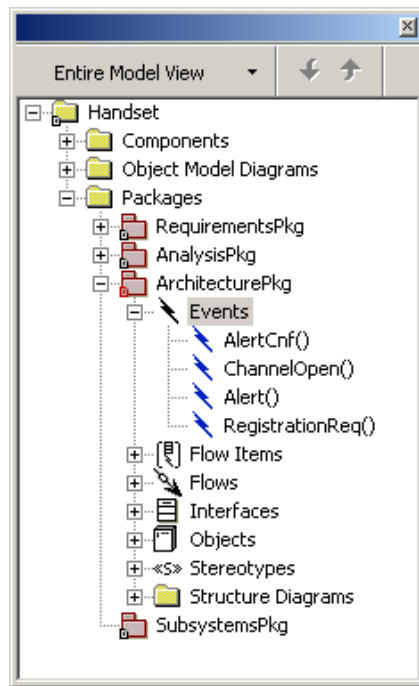 Entire Model View
Handset
Components
Object Model Diagrams
Packages
RequirementsPkg
AnalysisPkg
ArchitecturePkg
Events
AlertCnf()
ChannelOpen()
Alert()
RegistrationReq()
Flow Items
Flows
Interfaces
Objects
«S» Stereotypes
Structure Diagrams
SubsystemsPkg